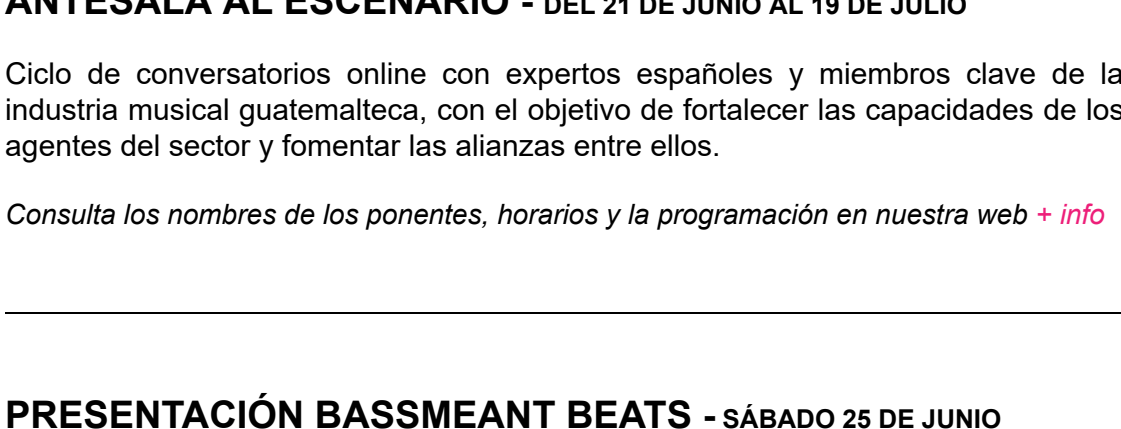 ANTESALA AL ESCENARIO - DEL 21 DE JUNIO AL 19 DE JULIO
Ciclo de conversatorios online con expertos españoles y miembros clave de la
industria musical guatemalteca, con el objetivo de fortalecer las capacidades de los
agentes del sector y fomentar las alianzas entre ellos.
Consulta los nombres de los ponentes, horarios y la programación en nuestra web + info
PRESENTACIÓN BASSMEANT BEATS - SÁBADO 25 DE JUNIO